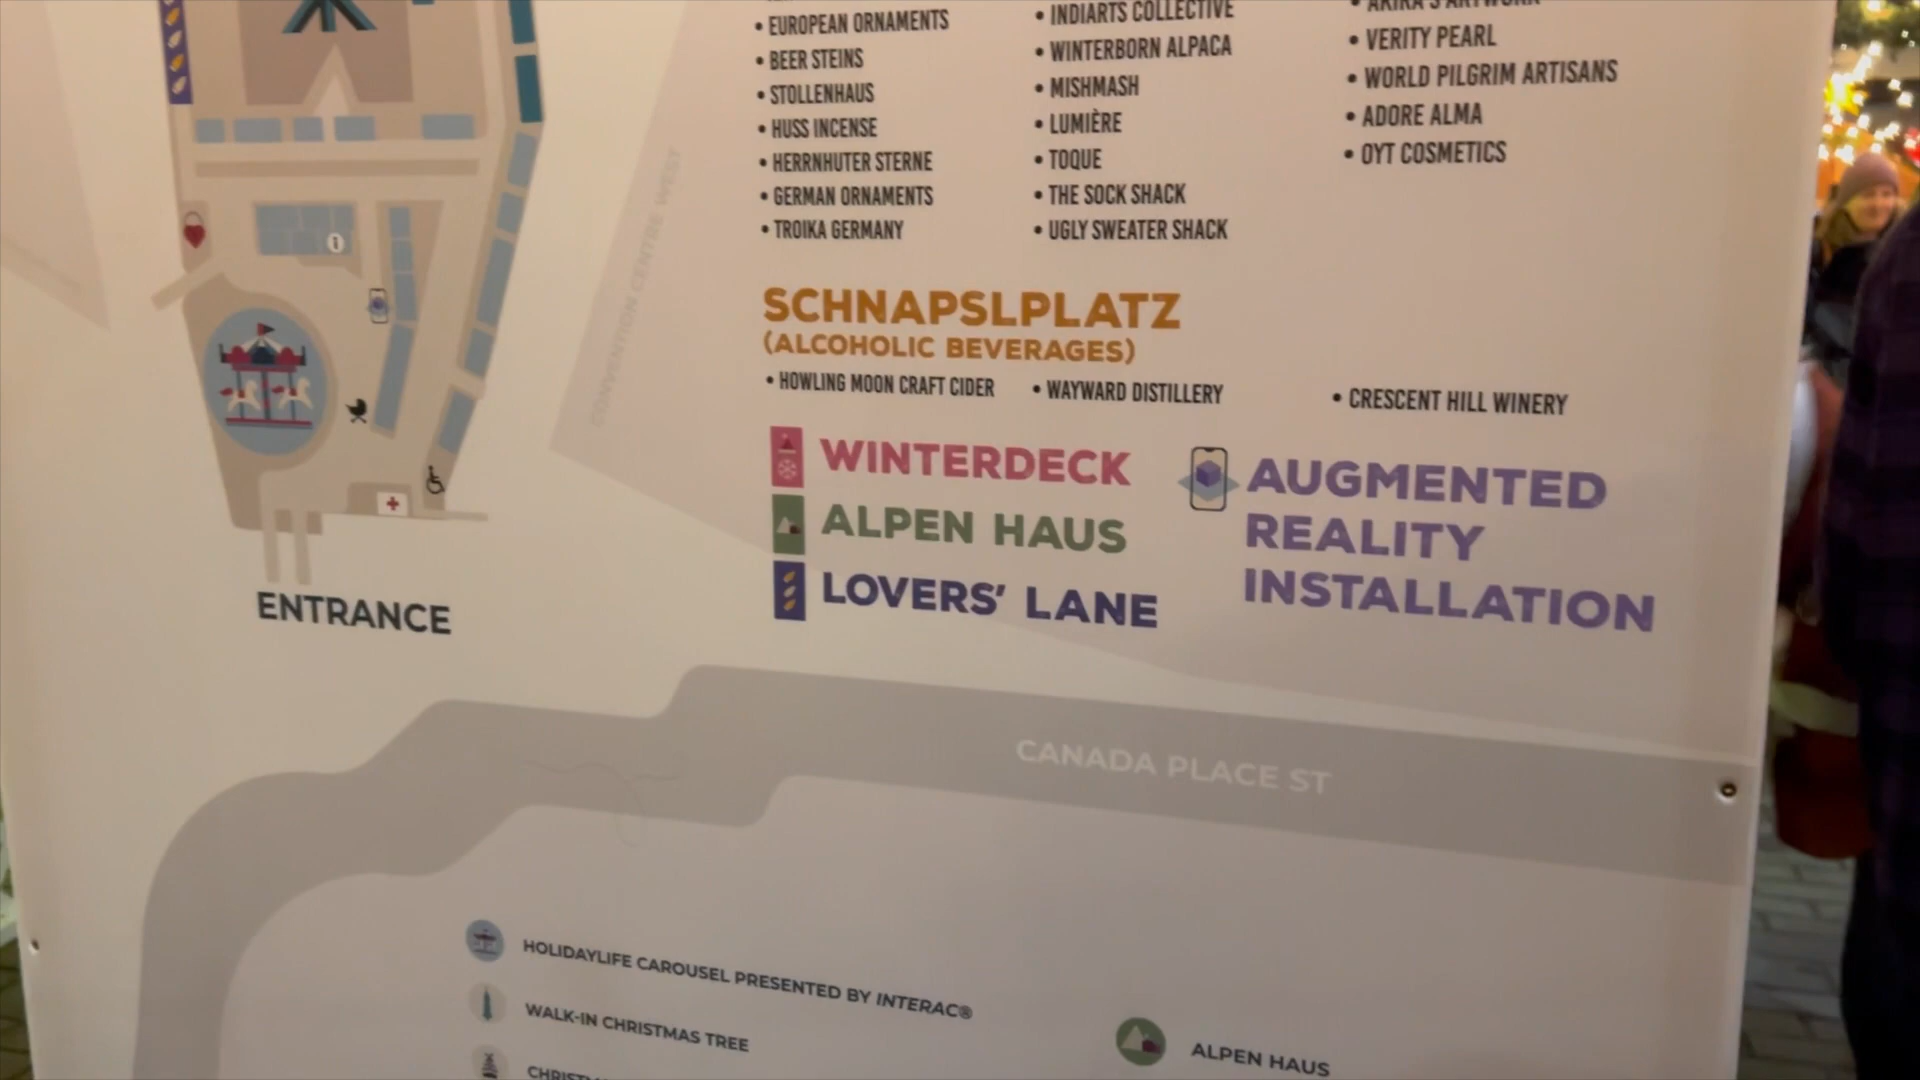 • EUROPEAN ORNAMENTS
• BEER STEINS
• STOLLENHAUS
• HUSS INCENSE
• HERRNHUTER STERNE
• GERMAN ORNAMENTS
• TROIKA GERMANY
• INDIARTS COLLECTIVE
• WINTERBORN ALPACA
• MISHMASH
• LUMIÈRE
• TOQUE
• THE SOCK SHACK
• UGLY SWEATER SHACK
• AKIRA'S ARTWORK
• VERITY PEARL
• WORLD PILGRIM ARTISANS
• ADORE ALMA
• OYT COSMETICS
CONVENTION CENTRE WEST
SCHNAPSLPLATZ
(ALCOHOLIC BEVERAGES)
• HOWLING MOON CRAFT CIDER
• WAYWARD DISTILLERY
• CRESCENT HILL WINERY
WINTERDECK
ALPEN HAUS
LOVERS' LANE
AUGMENTED
REALITY
INSTALLATION
i
ENTRANCE
CANADA PLACE ST
HOLIDAYLIFE CAROUSEL PRESENTED BY INTERAC®
WALK-IN CHRISTMAS TREE
ALPEN HAUS